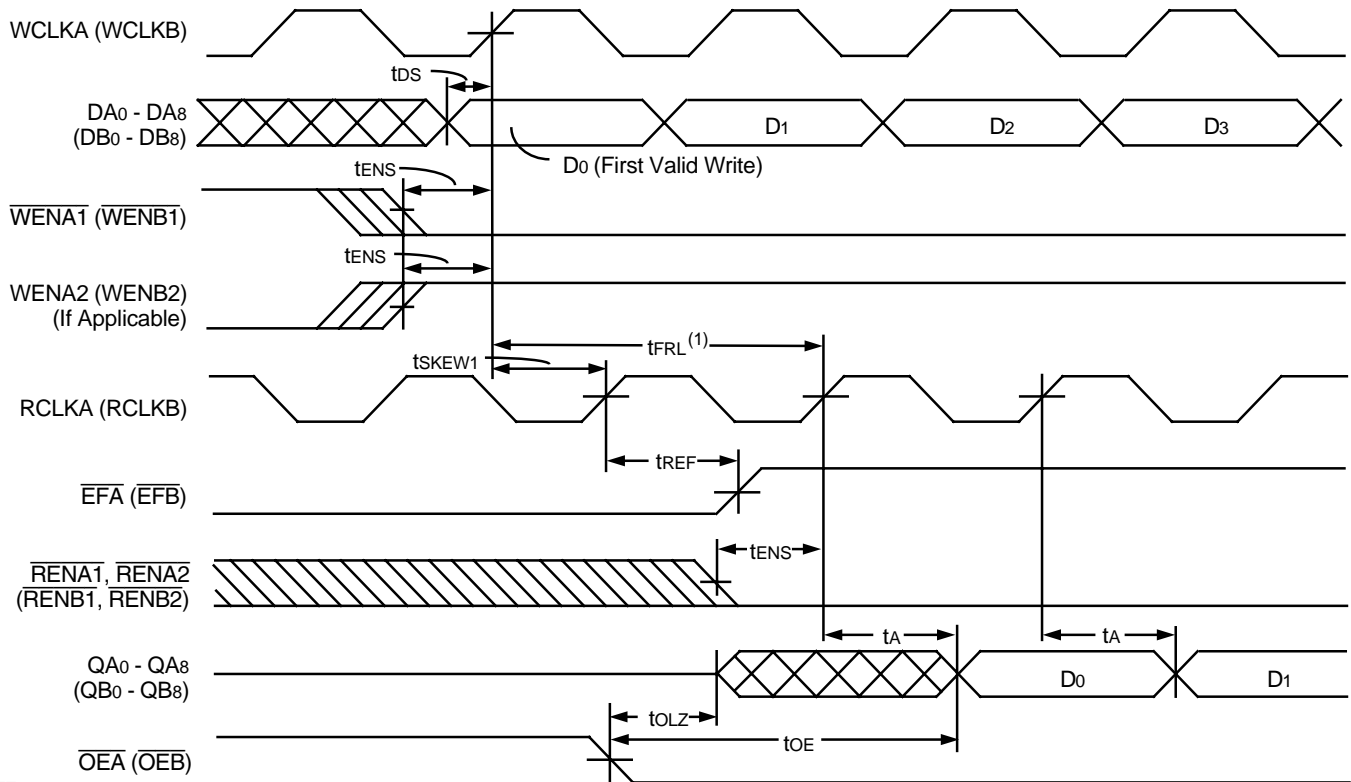 WCLKA (WCLKB)
tDS
DA0 - DA8
(DB0 - DB8)
D1
D2
D3
D0 (First Valid Write)
tENS
WENA1 (WENB1)
tENS
WENA2 (WENB2)
(If Applicable)
tFRL(1)
tSKEW1
RCLKA (RCLKB)
tREF
EFA (EFB)
tENS
RENA1, RENA2
(RENB1, RENB2)
tA
tA
QA0 - QA8
(QB0 - QB8)
D0
D1
tOLZ
tOE
OEA (OEB)